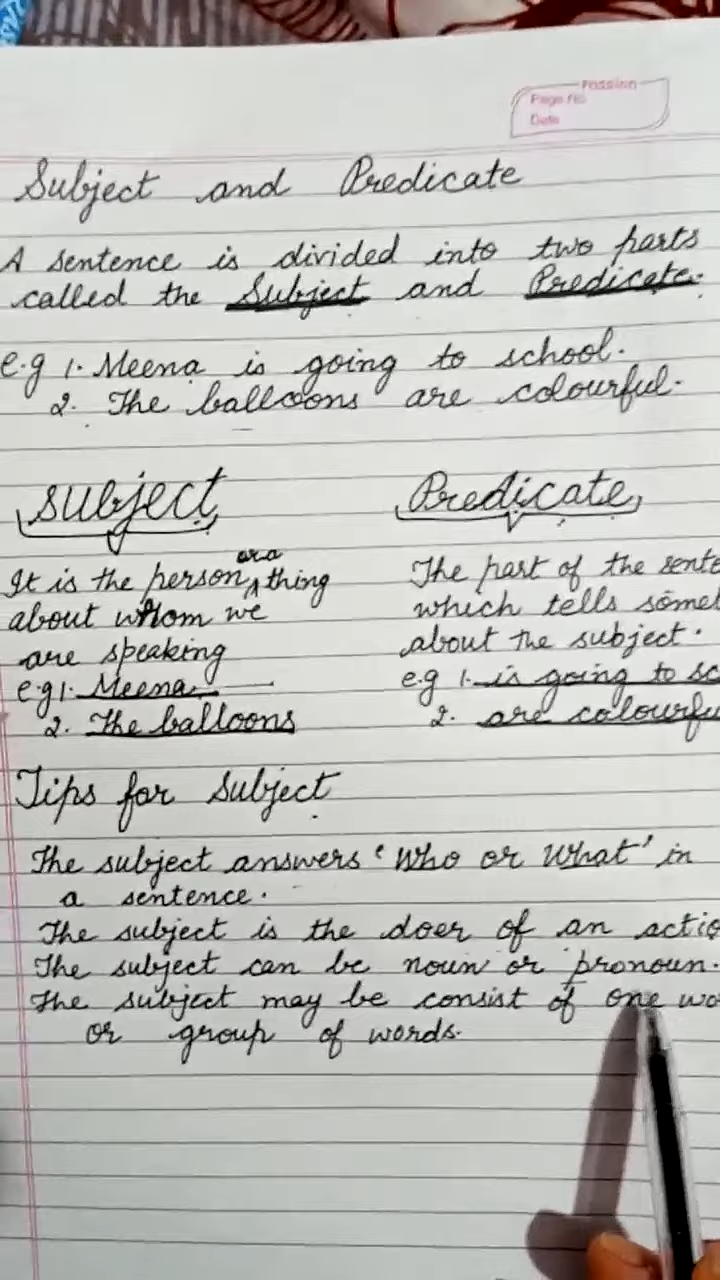 Passion
Page No
Date
Subject and Predicate
A sentence is divided into two parts
called the Subject and Predicate.
e.g 1. Meena is going to school.
2. The balloons are colourful.
Subject
It is the person or a thing
about whom we
are speaking
e.g 1. Meena
2. The balloons
Predicate
The part of the sente
which tells some
about the subject.
e.g 1. is going to sc
2. are colourfu
Tips for Subject
The subject answers 'Who or What' in
a sentence.
The subject is the doer of an actio
The subject can be noun or pronoun.
The subject may be consist of one wo
or group of words.